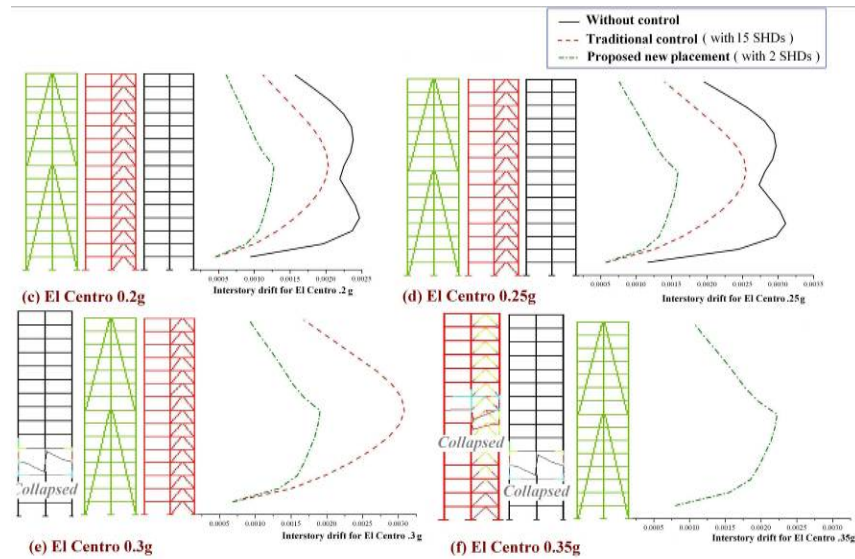 Without control
Traditional control ( with 15 SHDs)
Proposed new placement ( with 2 SHDs)
0.0005 0.0010 0.0015 0.0020 0.0025
Interstory drift for El Centro .2 g
(c) El Centro 0.2g
0.0005 0.0010 0.0015 0.0020 0.0025 0.0030 0.0035
Interstory drift for El Centro .25g
(d) El Centro 0.25g
Collapsed
0.0005 0.0010 0.0015 0.0020 0.0025 0.0030
Interstory drift for El Centro .3 g
(e) El Centro 0.3g
Collapsed
Collapsed
0.0005 0.0010 0.0015 0.0020 0.0025 0.0030
Interstory drift for El Centro .35g
(f) El Centro 0.35g